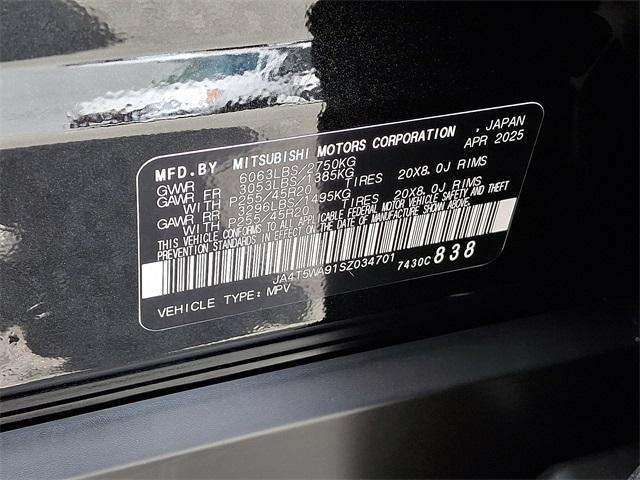 MFD. BY MITSUBISHI MOTORS CORPORATION , JAPAN
GVWR 6063LBS/2750KG APR 2025
GAWR FR 3053LBS/1385KG
WITH P255/45R20 TIRES 20X8.0J RIMS
GAWR RR 3296LBS/1495KG
WITH P255/45R20 TIRES 20X8.0J RIMS
THIS VEHICLE CONFORMS TO ALL APPLICABLE FEDERAL MOTOR VEHICLE SAFETY AND THEFT
PREVENTION STANDARDS IN EFFECT ON THE DATE OF MANUFACTURE SHOWN ABOVE.
JA4T5WA91SZ034701 7430C 838
VEHICLE TYPE: MPV